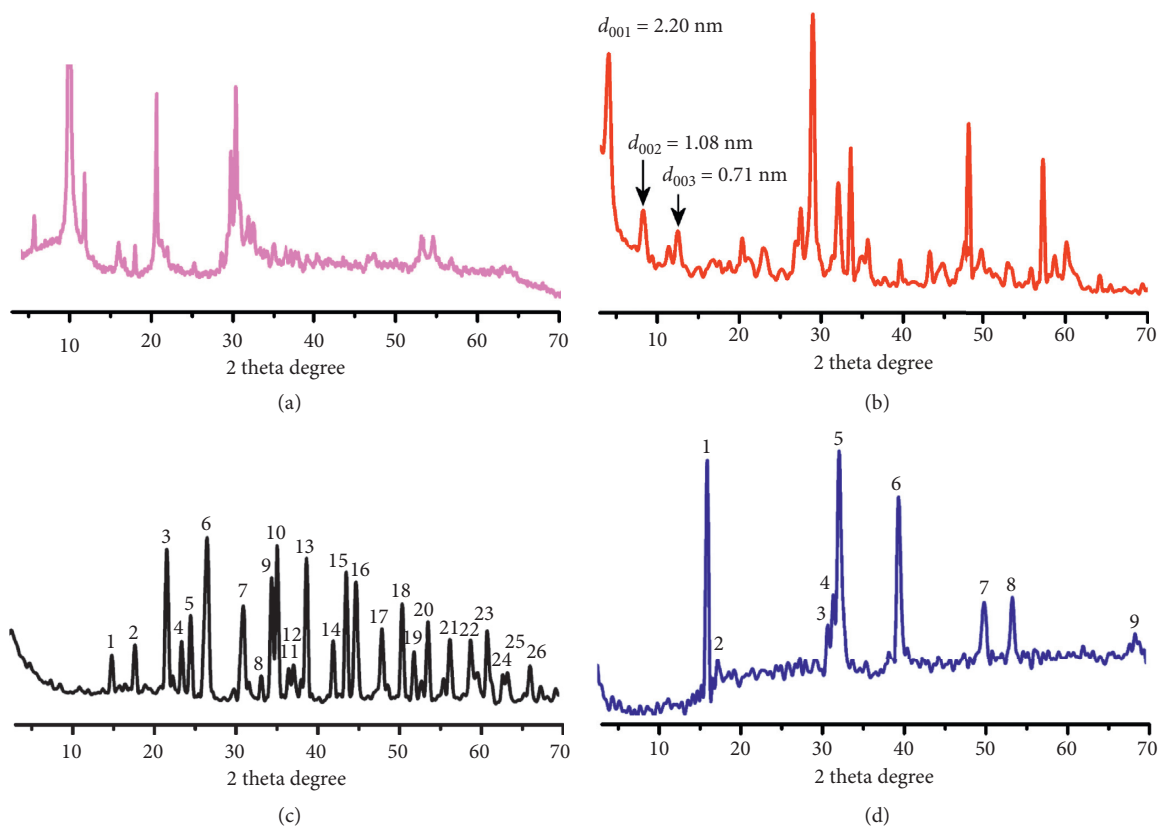 10 20 30 40 50 60 70
2 theta degree
(a)
d001 = 2.20 nm
d002 = 1.08 nm
d003 = 0.71 nm
10 20 30 40 50 60 70
2 theta degree
(b)
1 2 3 4 5 6 7 8 9 10 11 12 13 14 15 16 17 18 19 20 21 22 23 24 25 26
10 20 30 40 50 60 70
2 theta degree
(c)
1 2 3 4 5 6 7 8 9
10 20 30 40 50 60 70
2 theta degree
(d)